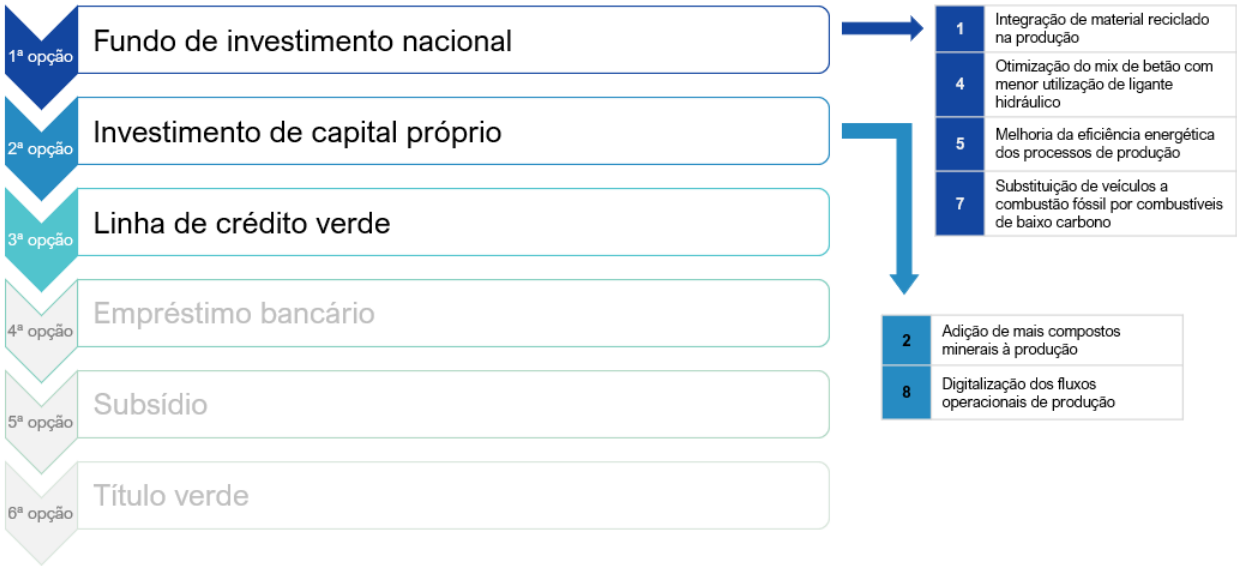 1ª opção
Fundo de investimento nacional
2ª opção
Investimento de capital próprio
3ª opção
Linha de crédito verde
4ª opção
Empréstimo bancário
5ª opção
Subsídio
6ª opção
Título verde
1
Integração de material reciclado
na produção
4
Otimização do mix de betão com
menor utilização de ligante
hidráulico
5
Melhoria da eficiência energética
dos processos de produção
7
Substituição de veículos a
combustão fóssil por combustíveis
de baixo carbono
2
Adição de mais compostos
minerais à produção
8
Digitalização dos fluxos
operacionais de produção